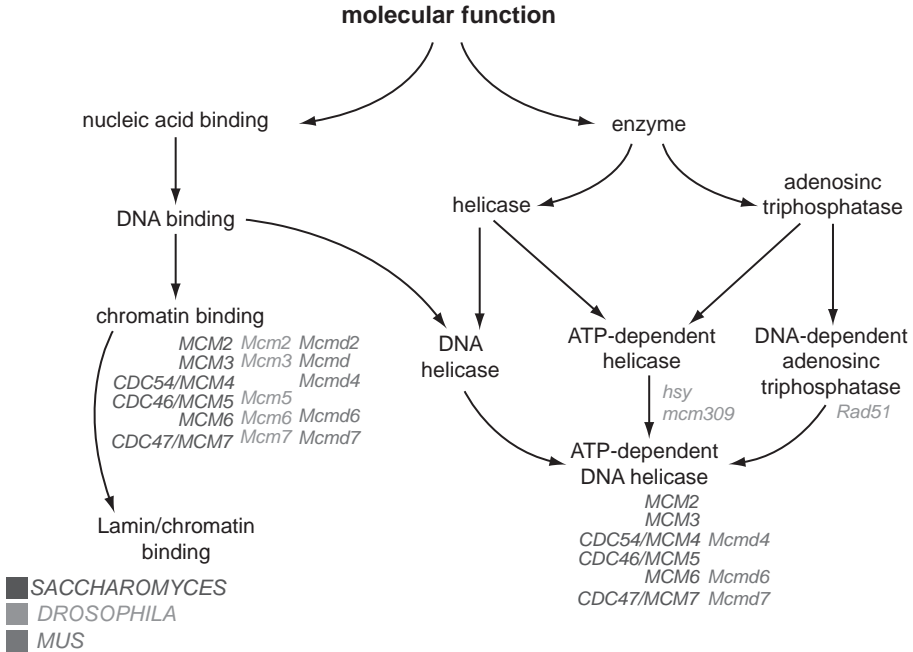 molecular function
nucleic acid binding
enzyme
DNA binding
helicase
adenosinc
triphosphatase
chromatin binding
MCM2 Mcm2 Mcmd2
MCM3 Mcm3 Mcmd
CDC54/MCM4 Mcmd4
CDC46/MCM5 Mcm5
MCM6 Mcm6 Mcmd6
CDC47/MCM7 Mcm7 Mcmd7
DNA
helicase
ATP-dependent
helicase
DNA-dependent
adenosinc
triphosphatase
hsy
mcm309
Rad51
ATP-dependent
DNA helicase
MCM2
MCM3
CDC54/MCM4 Mcmd4
CDC46/MCM5
MCM6 Mcmd6
CDC47/MCM7 Mcmd7
Lamin/chromatin
binding
SACCHAROMYCES
DROSOPHILA
MUS